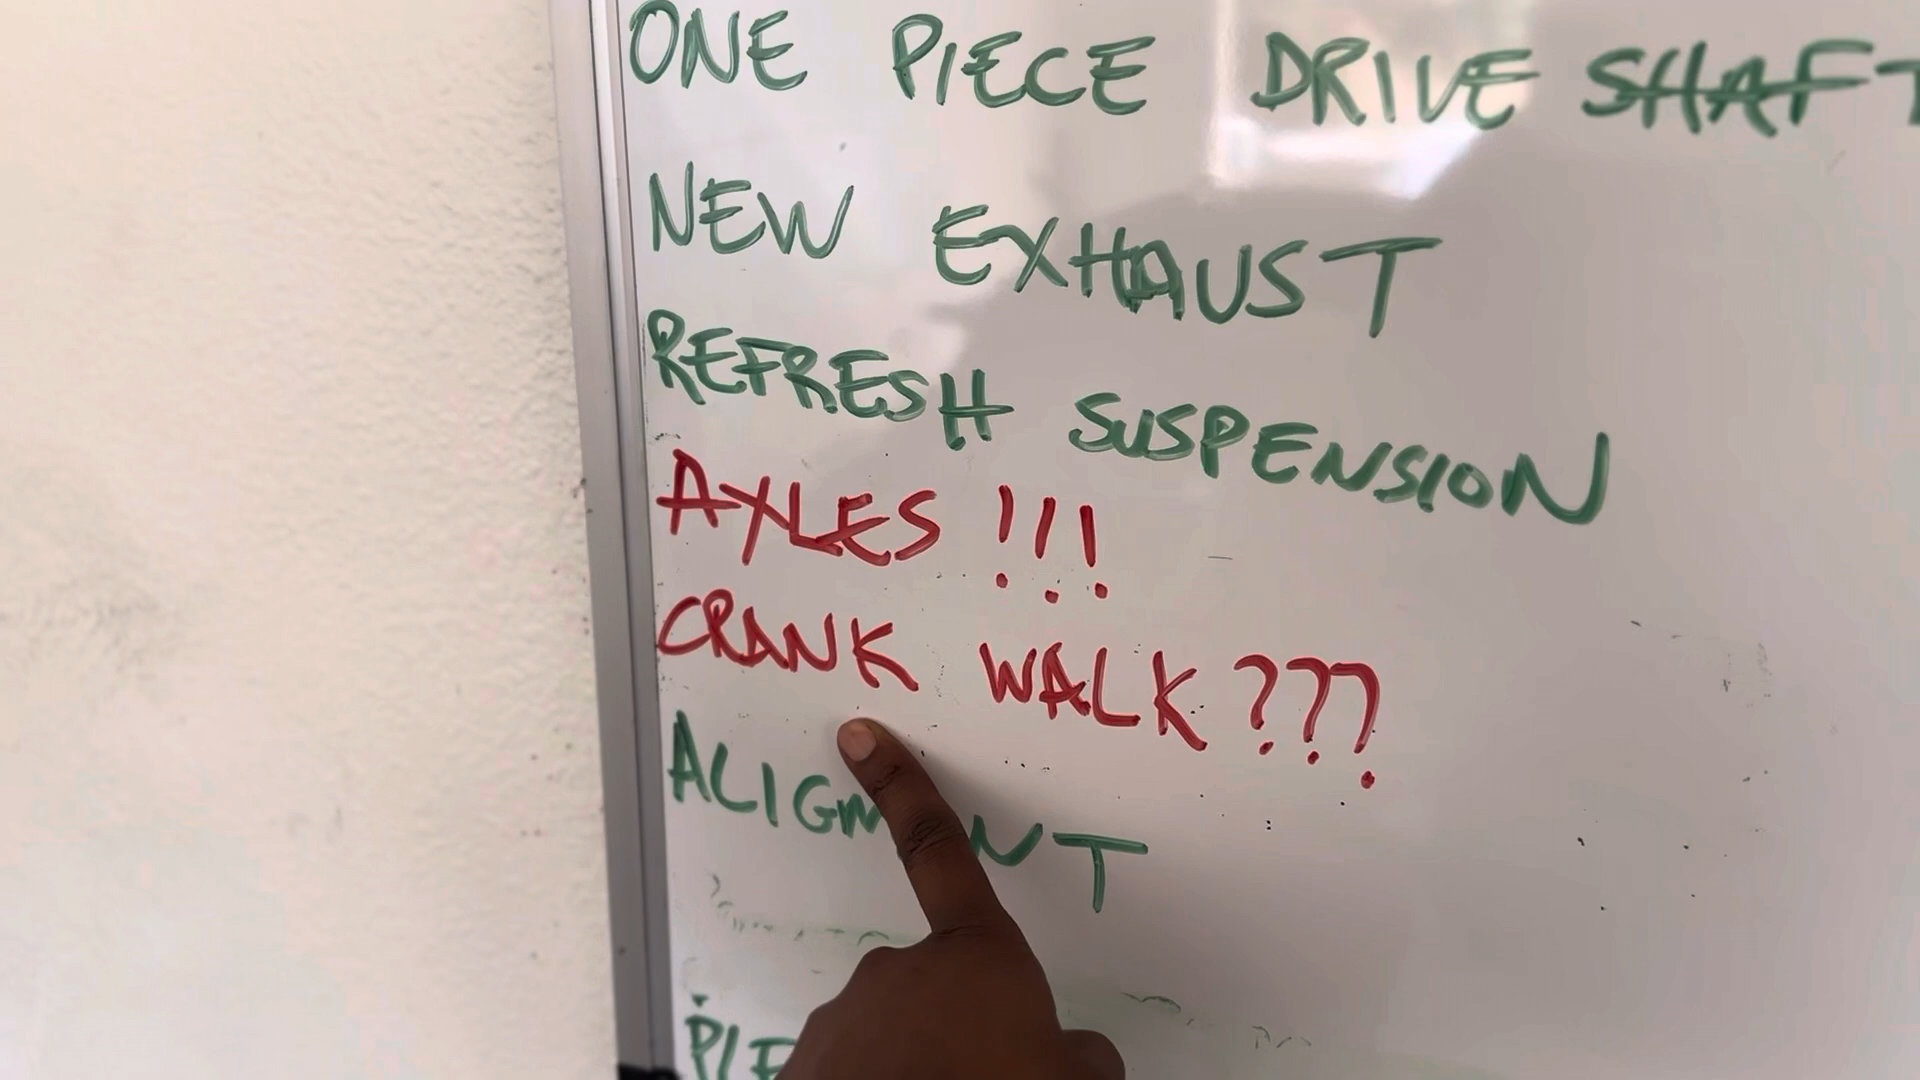 ONE PIECE DRIVE SHAFT
NEW EXHAUST
REFRESH SUSPENSION
AXLES !!!
CRANK WALK ???